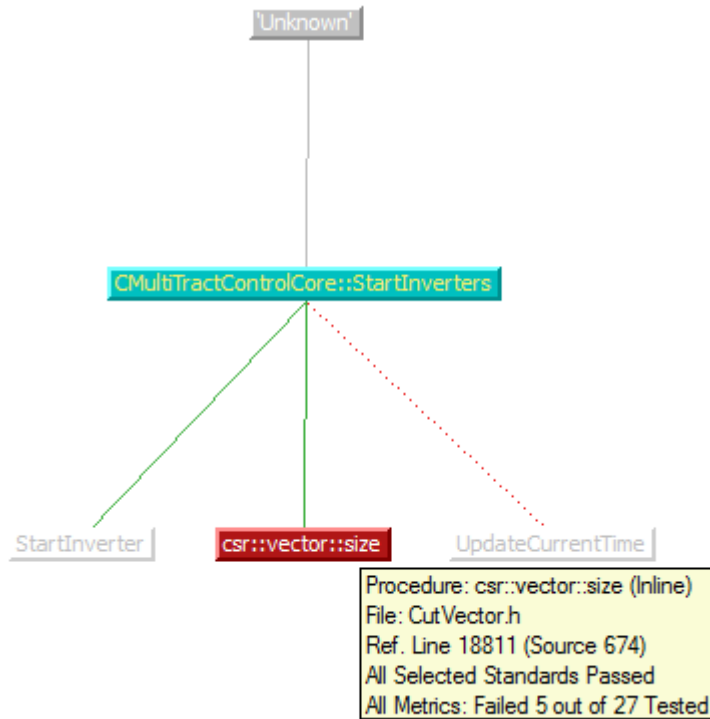 'Unknown'
CMultiTractControlCore::StartInverters
StartInverter
csr::vector::size
UpdateCurrentTime
Procedure: csr::vector::size (Inline)
File: CutVector.h
Ref. Line 18811 (Source 674)
All Selected Standards Passed
All Metrics: Failed 5 out of 27 Tested